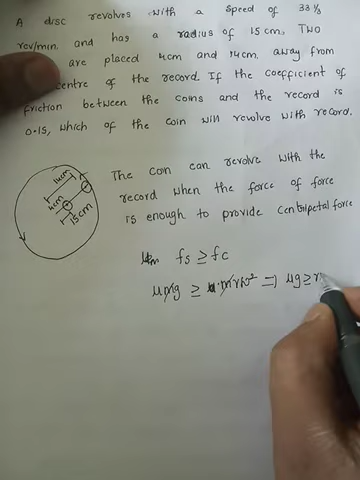 A disc revolves with a speed of 33 1/3
rev/min. and has a radius of 15 cm. Two
are placed 4cm and 14cm. away from
centre of the record. If the coefficient of
friction between the coins and the record is
0.15, which of the coin will revolve with record.
14cm
4cm
15cm
The coin can revolve with the
record when the force of force
is enough to provide centripetal force
fs ≥ fc
μmg ≥ mrω² ⇒ μg ≥ r